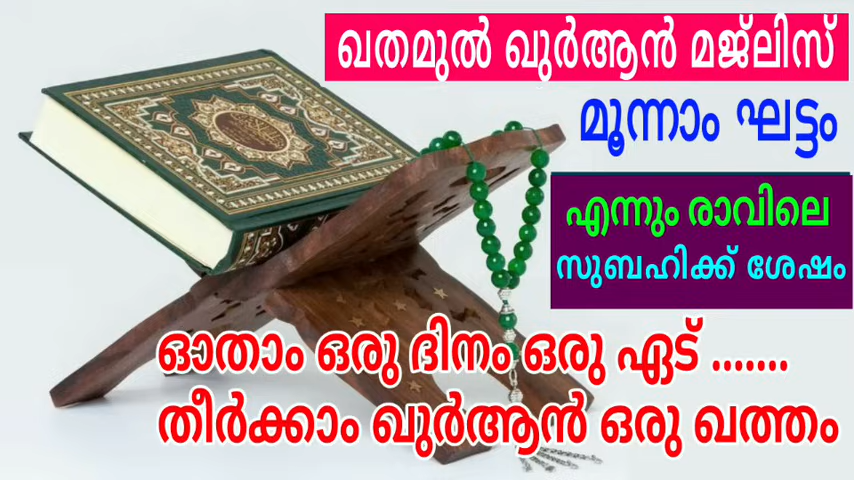 ഖതമുൽ ഖുർആൻ മജ്ലിസ്
മൂന്നാം ഘട്ടം
എന്നും രാവിലെ
സുബഹിക്ക് ശേഷം
ഓതാം ഒരു ദിനം ഒരു ഏട് .......
തീർക്കാം ഖുർആൻ ഒരു ഖത്തം